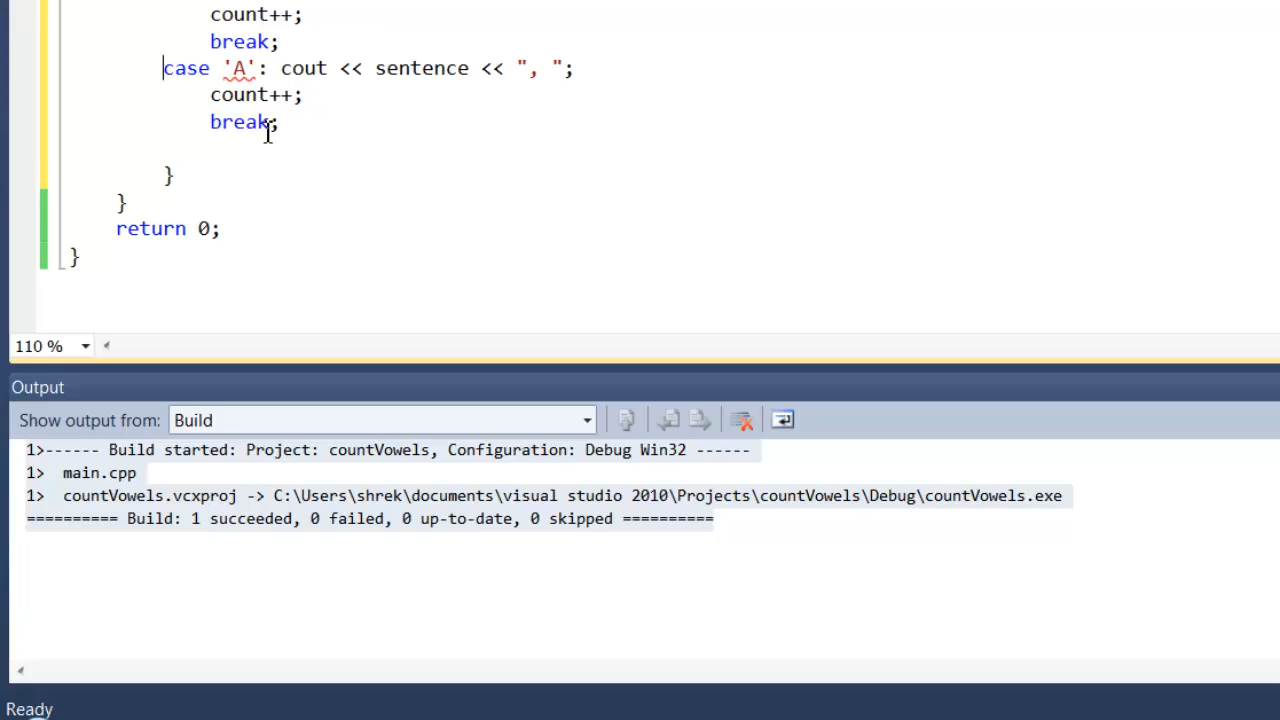 count++;
break;
case 'A': cout << sentence << ", ";
count++;
break;
}
}
return 0;
}
110 %
Output
Show output from: Build
1>------ Build started: Project: countVowels, Configuration: Debug Win32 ------
1>  main.cpp
1>  countVowels.vcxproj -> C:\Users\shrek\documents\visual studio 2010\Projects\countVowels\Debug\countVowels.exe
========== Build: 1 succeeded, 0 failed, 0 up-to-date, 0 skipped ==========
Ready